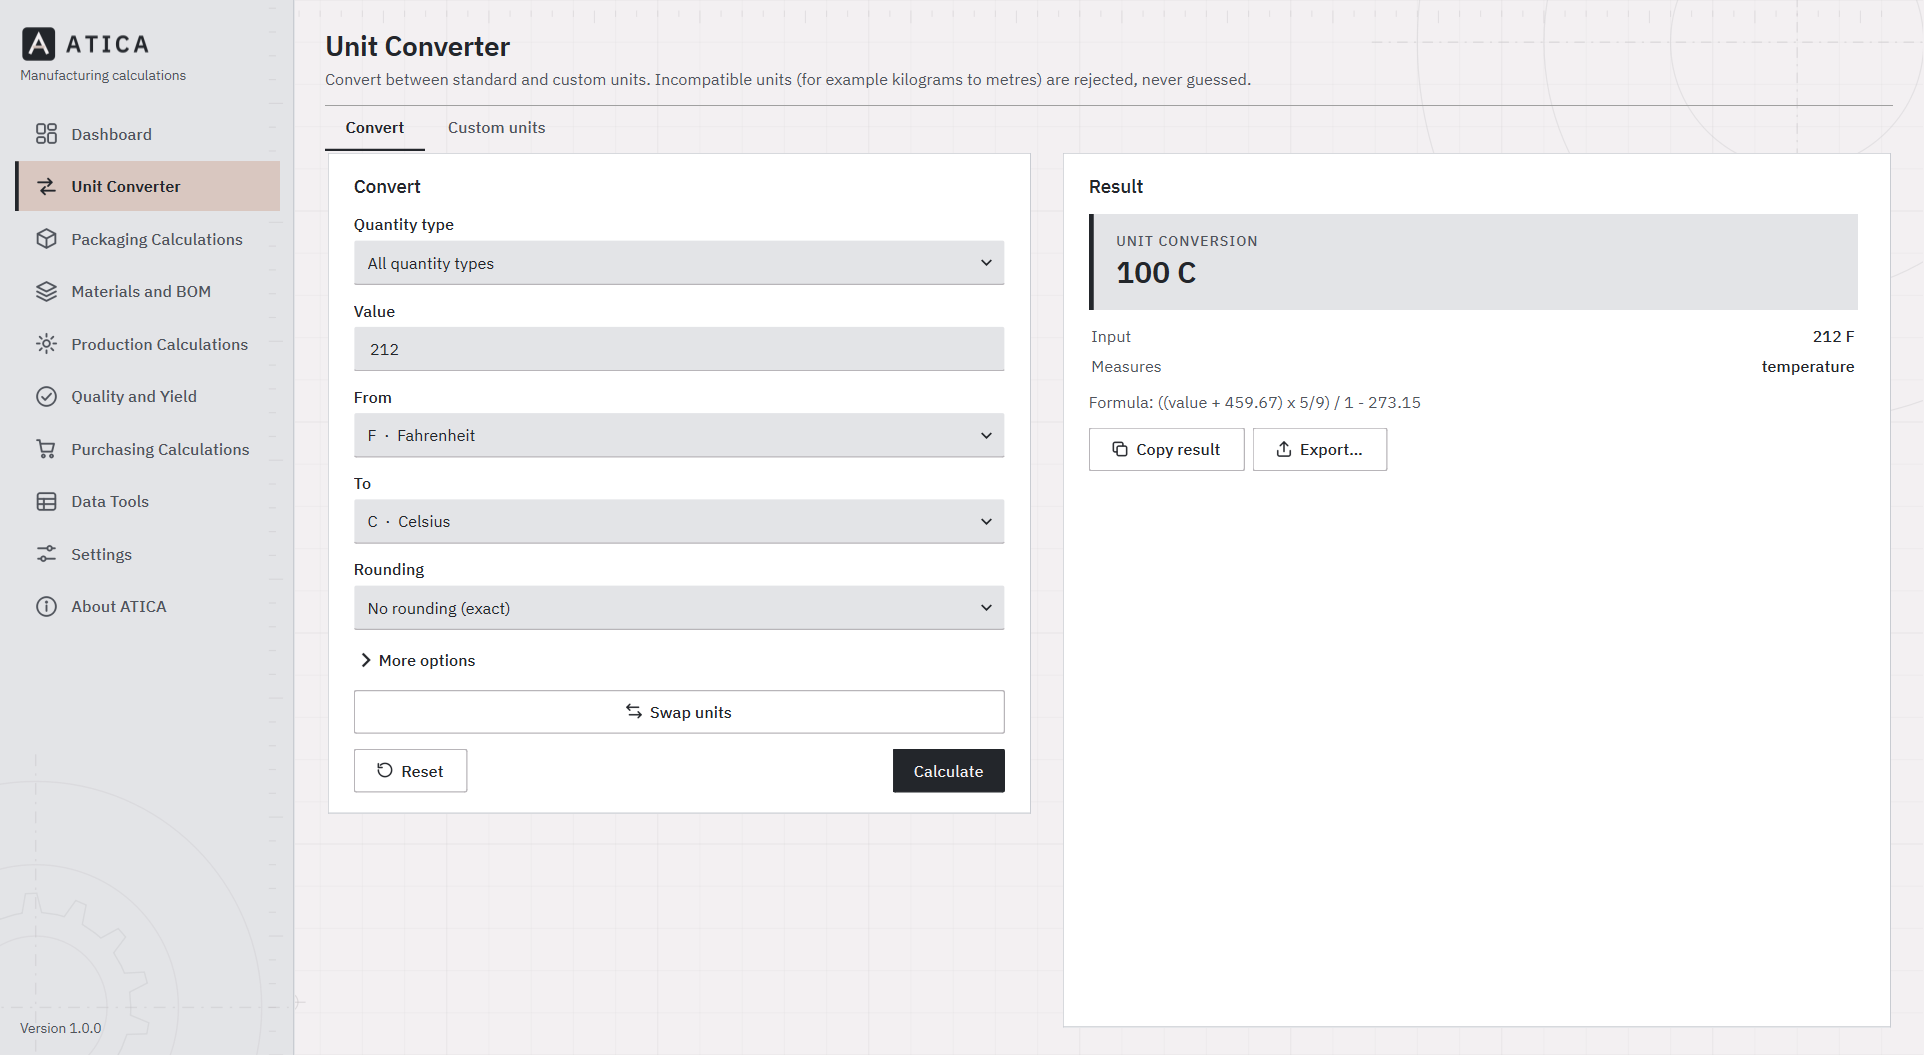 ATICA
Manufacturing calculations
Dashboard
Unit Converter
Packaging Calculations
Materials and BOM
Production Calculations
Quality and Yield
Purchasing Calculations
Data Tools
Settings
About ATICA
Version 1.0.0
Unit Converter
Convert between standard and custom units. Incompatible units (for example kilograms to metres) are rejected, never guessed.
Convert
Custom units
Convert
Quantity type
All quantity types
Value
212
From
F · Fahrenheit
To
C · Celsius
Rounding
No rounding (exact)
More options
Swap units
Reset
Calculate
Result
UNIT CONVERSION
100 C
Input 212 F
Measures temperature
Formula: ((value + 459.67) x 5/9) / 1 - 273.15
Copy result
Export...